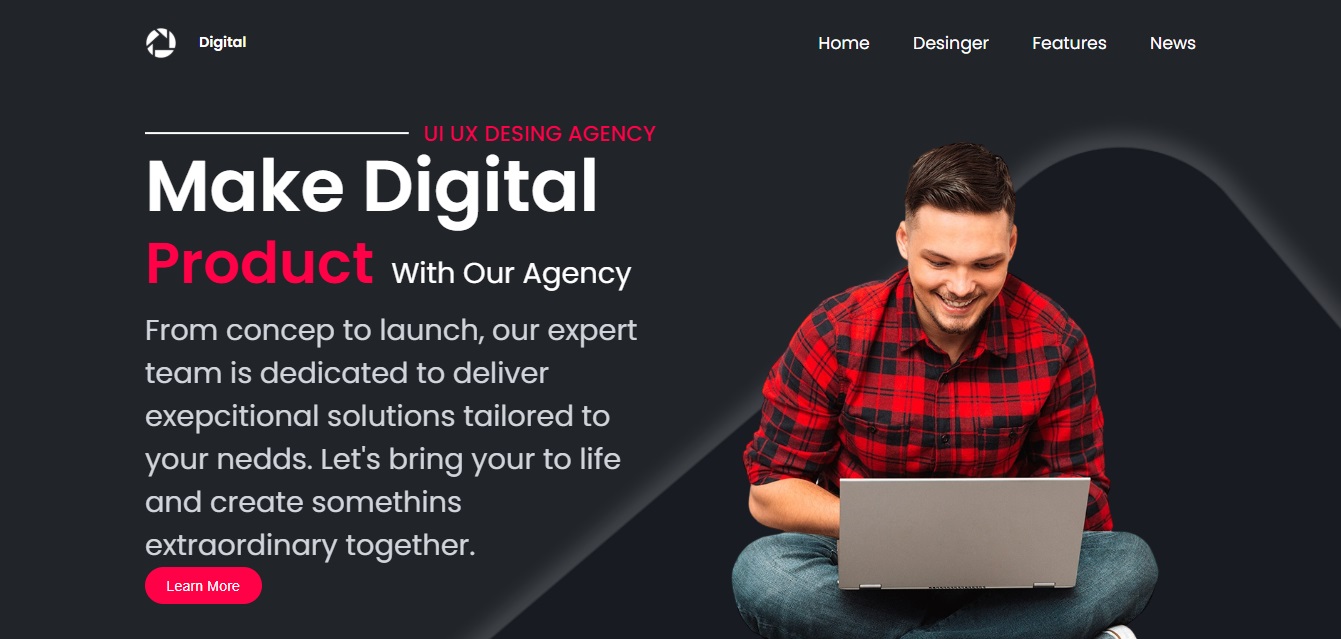 Digital
Home Desinger Features News
UI UX DESING AGENCY
Make Digital
Product With Our Agency
From concep to launch, our expert
team is dedicated to deliver
exepcitional solutions tailored to
your nedds. Let's bring your to life
and create somethins
extraordinary together.
Learn More